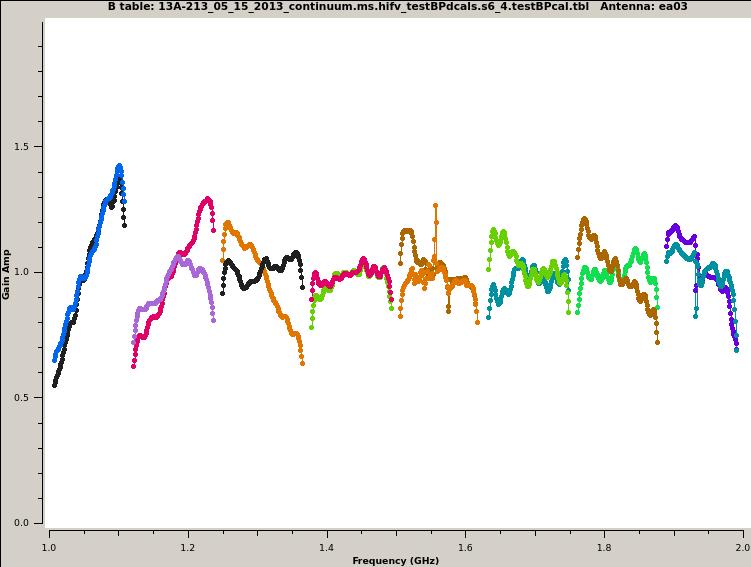 B table: 13A-213_05_15_2013_continuum.ms.hifv_testBPdcals.s6_4.testBPcal.tbl   Antenna: ea03
1.5
1.0
0.5
0.0
Gain Amp
1.0 1.2 1.4 1.6 1.8 2.0
Frequency (GHz)